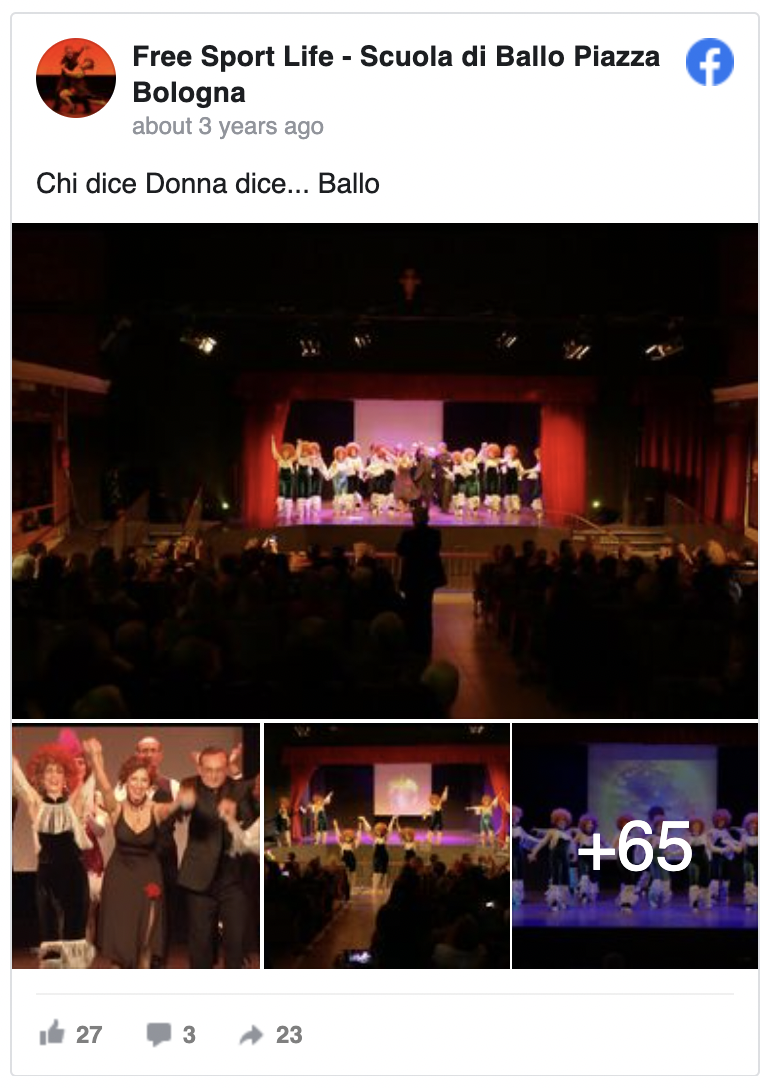 Free Sport Life - Scuola di Ballo Piazza
Bologna
about 3 years ago
Chi dice Donna dice... Ballo
+65
27
3
23